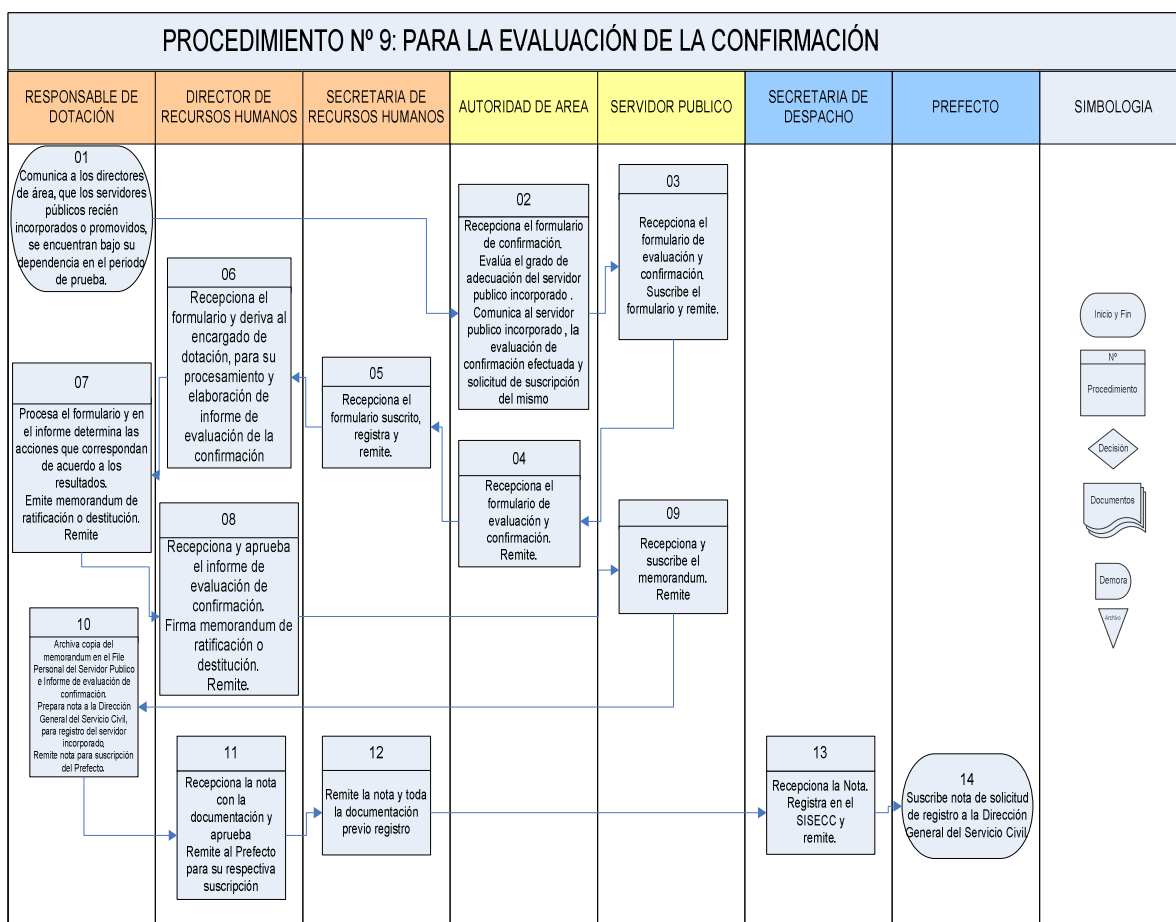 PROCEDIMIENTO Nº 9: PARA LA EVALUACIÓN DE LA CONFIRMACIÓN
RESPONSABLE DE
DOTACIÓN
DIRECTOR DE
RECURSOS HUMANOS
SECRETARIA DE
RECURSOS HUMANOS
AUTORIDAD DE AREA
SERVIDOR PUBLICO
SECRETARIA DE
DESPACHO
PREFECTO
SIMBOLOGIA
01
Comunica a los directores
de área, que los servidores
públicos recién
incorporados o promovidos,
se encuentran bajo su
dependencia en el periodo
de prueba.
02
Recepciona el formulario
de confirmación.
Evalúa el grado de
adecuación del servidor
publico incorporado .
Comunica al servidor
publico incorporado , la
evaluación de
confirmación efectuada y
solicitud de suscripción
del mismo
03
Recepciona el
formulario de
evaluación y
confirmación.
Suscribe el
formulario y remite.
04
Recepciona el
formulario de
evaluación y
confirmación.
Remite.
05
Recepciona el
formulario suscrito,
registra y
remite.
06
Recepciona el
formulario y deriva al
encargado de
dotación, para su
procesamiento y
elaboración de
informe de
evaluación de la
confirmación
07
Procesa el formulario y en
el informe determina las
acciones que correspondan
de acuerdo a los
resultados.
Emite memorandum de
ratificación o destitución.
Remite
08
Recepciona y aprueba
el informe de
evaluación de
confirmación.
Firma memorandum de
ratificación o
destitución.
Remite.
09
Recepciona y
suscribe el
memorandum.
Remite
10
Archiva copia del
memorandum en el File
Personal del Servidor Publico
e Informe de evaluación de
confirmación.
Prepara nota a la Dirección
General del Servicio Civil,
para registro del servidor
incorporado,
Remite nota para suscripción
del Prefecto.
11
Recepciona la nota
con la
documentación y
aprueba
Remite al Prefecto
para su respectiva
suscripción
12
Remite la nota y toda
la documentación
previo registro
13
Recepciona la Nota.
Registra en el
SISECC y
remite.
14
Suscribe nota de solicitud
de registro a la Dirección
General del Servicio Civil.
Inicio y Fin
Nº
Procedimiento
Decisión
Documentos
Demora
Archivo